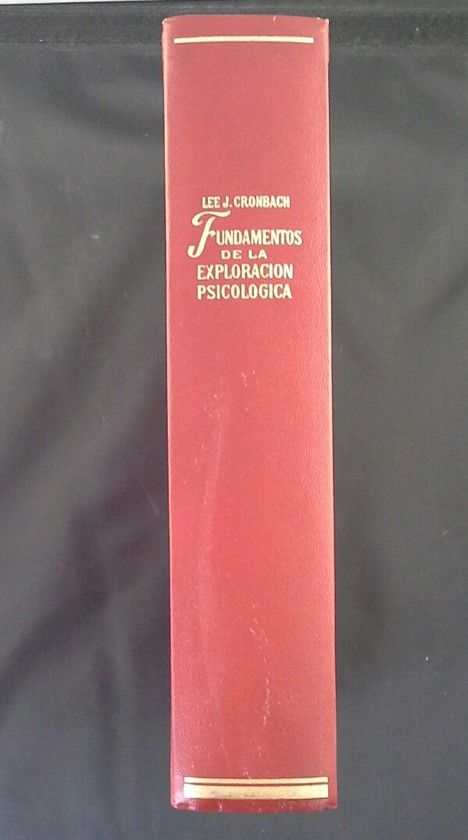 LEE J. CRONBACH
FUNDAMENTOS
DE LA
EXPLORACION
PSICOLOGICA